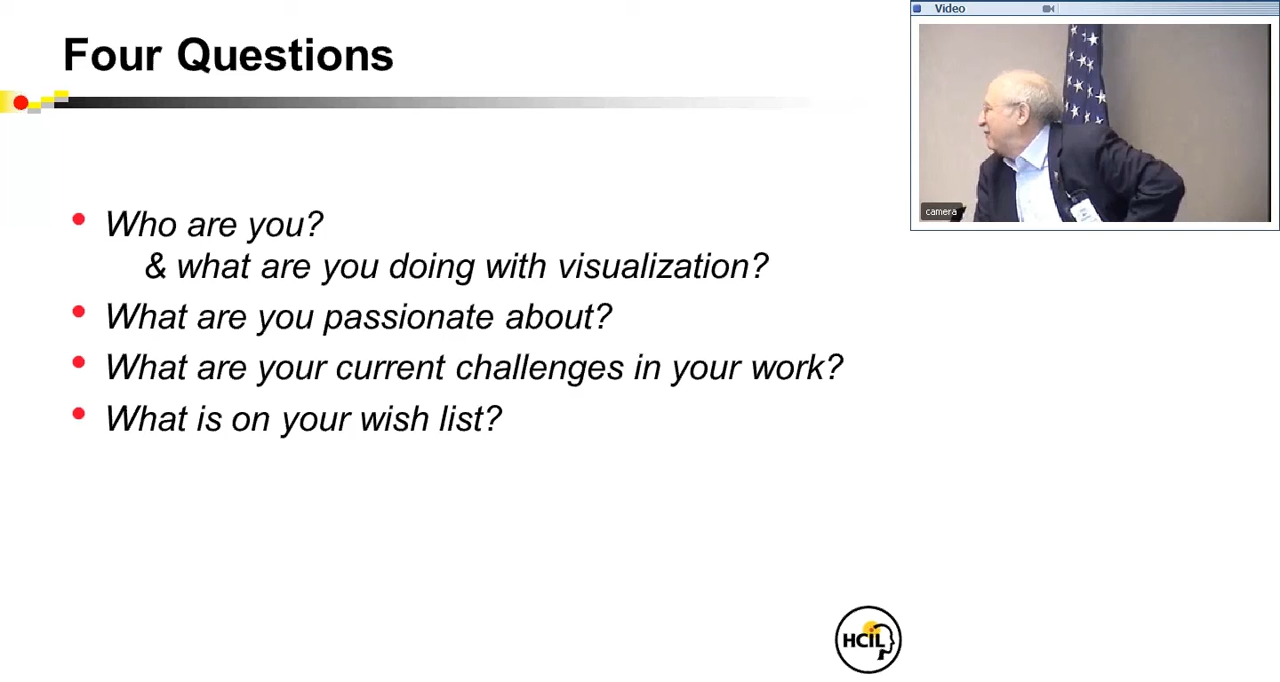 Four Questions
Video
camera
• Who are you?
& what are you doing with visualization?
• What are you passionate about?
• What are your current challenges in your work?
• What is on your wish list?
HCIL